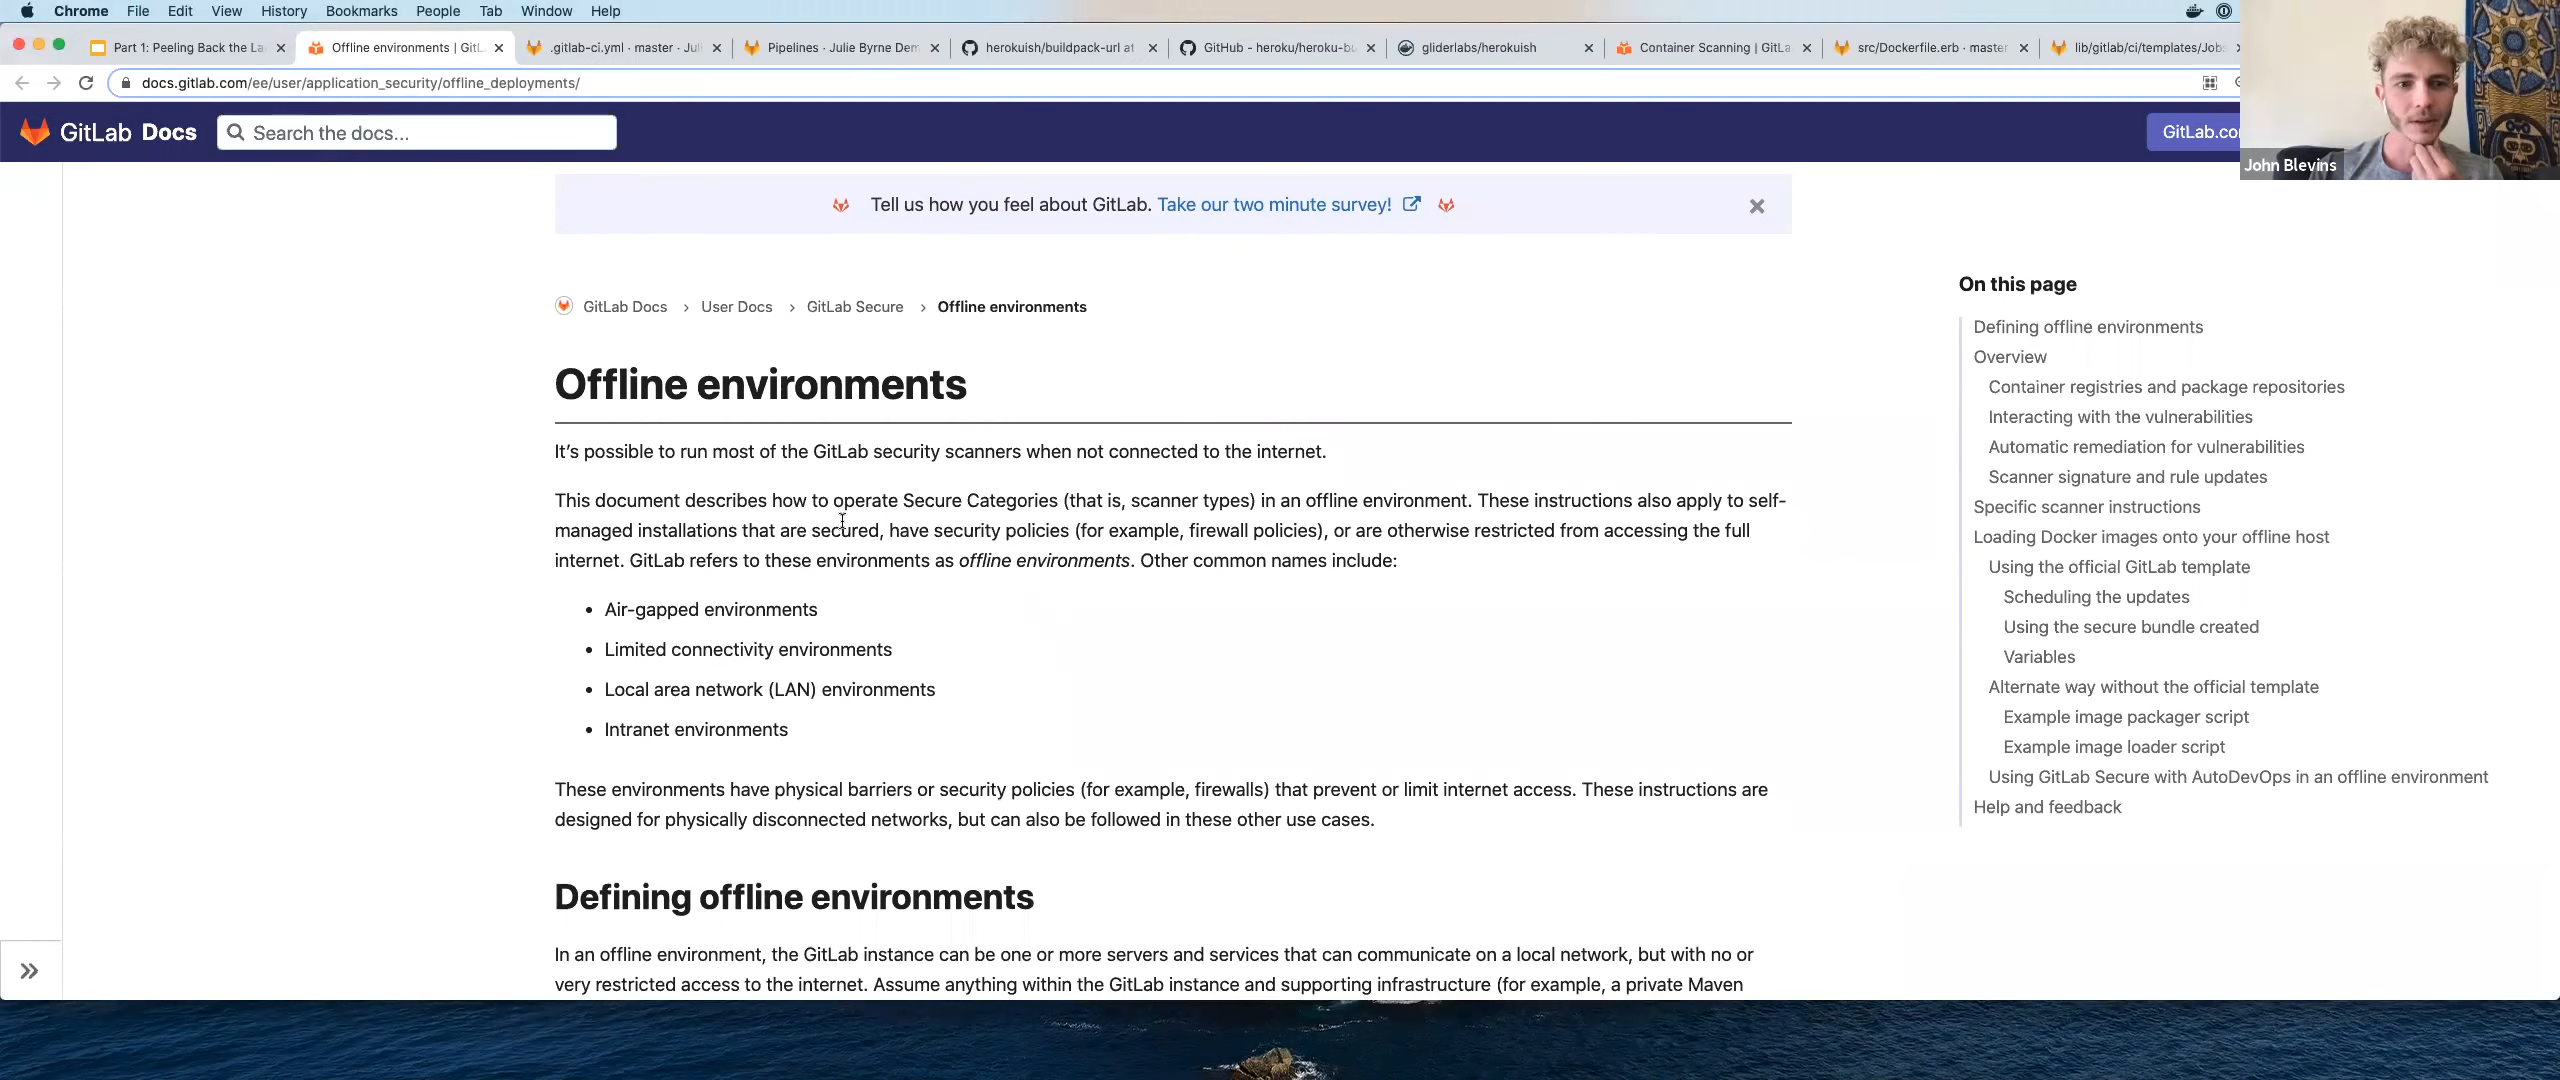 Chrome File Edit View History Bookmarks People Tab Window Help
Part 1: Peeling Back the La
Offline environments | GitL
.gitlab-ci.yml · master · Juli
Pipelines · Julie Byrne Dem
herokuish/buildpack-url at
GitHub - heroku/heroku-bu
gliderlabs/herokuish
Container Scanning | GitLa
src/Dockerfile.erb · master
lib/gitlab/ci/templates/Jobs
docs.gitlab.com/ee/user/application_security/offline_deployments/
GitLab Docs
Search the docs...
GitLab.co
John Blevins
Tell us how you feel about GitLab. Take our two minute survey!
GitLab Docs > User Docs > GitLab Secure > Offline environments
Offline environments
It's possible to run most of the GitLab security scanners when not connected to the internet.
This document describes how to operate Secure Categories (that is, scanner types) in an offline environment. These instructions also apply to self-
managed installations that are secured, have security policies (for example, firewall policies), or are otherwise restricted from accessing the full
internet. GitLab refers to these environments as offline environments. Other common names include:
• Air-gapped environments
• Limited connectivity environments
• Local area network (LAN) environments
• Intranet environments
These environments have physical barriers or security policies (for example, firewalls) that prevent or limit internet access. These instructions are
designed for physically disconnected networks, but can also be followed in these other use cases.
Defining offline environments
In an offline environment, the GitLab instance can be one or more servers and services that can communicate on a local network, but with no or
very restricted access to the internet. Assume anything within the GitLab instance and supporting infrastructure (for example, a private Maven
On this page
Defining offline environments
Overview
Container registries and package repositories
Interacting with the vulnerabilities
Automatic remediation for vulnerabilities
Scanner signature and rule updates
Specific scanner instructions
Loading Docker images onto your offline host
Using the official GitLab template
Scheduling the updates
Using the secure bundle created
Variables
Alternate way without the official template
Example image packager script
Example image loader script
Using GitLab Secure with AutoDevOps in an offline environment
Help and feedback